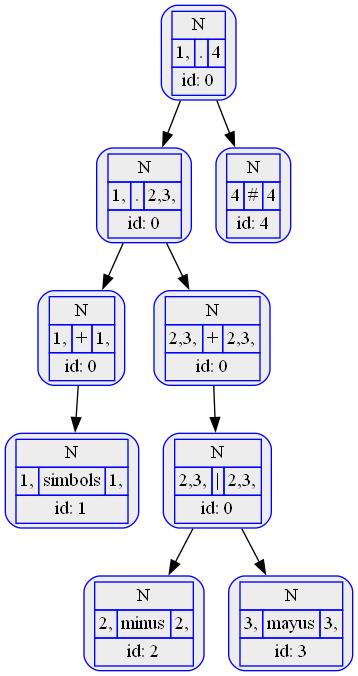 N
1, . 4
id: 0
N
1, . 2,3,
id: 0
N
4 # 4
id: 4
N
1, + 1,
id: 0
N
2,3, + 2,3,
id: 0
N
1, simbols 1,
id: 1
N
2,3, | 2,3,
id: 0
N
2, minus 2,
id: 2
N
3, mayus 3,
id: 3